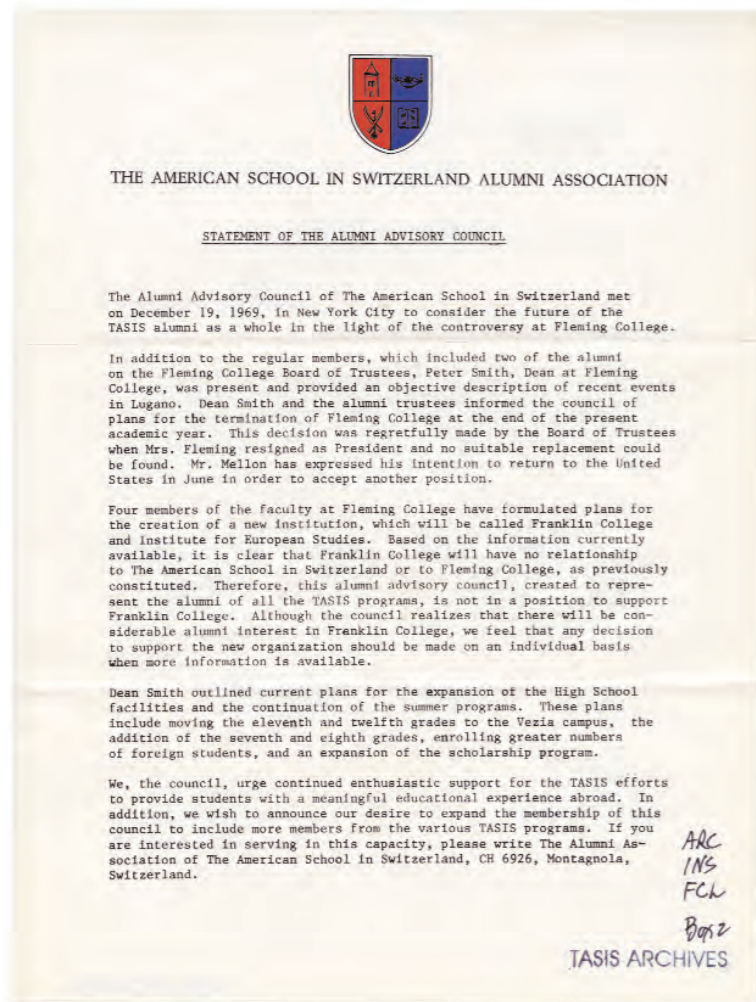 THE AMERICAN SCHOOL IN SWITZERLAND ALUMNI ASSOCIATION
STATEMENT OF THE ALUMNI ADVISORY COUNCIL
The Alumni Advisory Council of The American School in Switzerland met
on December 19, 1969, in New York City to consider the future of the
TASIS alumni as a whole in the light of the controversy at Fleming College.
In addition to the regular members, which included two of the alumni
on the Fleming College Board of Trustees, Peter Smith, Dean at Fleming
College, was present and provided an objective description of recent events
in Lugano. Dean Smith and the alumni trustees informed the council of
plans for the termination of Fleming College at the end of the present
academic year. This decision was regretfully made by the Board of Trustees
when Mrs. Fleming resigned as President and no suitable replacement could
be found. Mr. Mellon has expressed his intention to return to the United
States in June in order to accept another position.
Four members of the faculty at Fleming College have formulated plans for
the creation of a new institution, which will be called Franklin College
and Institute for European Studies. Based on the information currently
available, it is clear that Franklin College will have no relationship
to The American School in Switzerland or to Fleming College, as previously
constituted. Therefore, this alumni advisory council, created to repre-
sent the alumni of all the TASIS programs, is not in a position to support
Franklin College. Although the council realizes that there will be con-
siderable alumni interest in Franklin College, we feel that any decision
to support the new organization should be made on an individual basis
when more information is available.
Dean Smith outlined current plans for the expansion of the High School
facilities and the continuation of the summer programs. These plans
include moving the eleventh and twelfth grades to the Vezia campus, the
addition of the seventh and eighth grades, enrolling greater numbers
of foreign students, and an expansion of the scholarship program.
We, the council, urge continued enthusiastic support for the TASIS efforts
to provide students with a meaningful educational experience abroad. In
addition, we wish to announce our desire to expand the membership of this
council to include more members from the various TASIS programs. If you
are interested in serving in this capacity, please write The Alumni As-
sociation of The American School in Switzerland, CH 6926, Montagnola,
Switzerland.
ARC
INS
FCL
Box 2
TASIS ARCHIVES